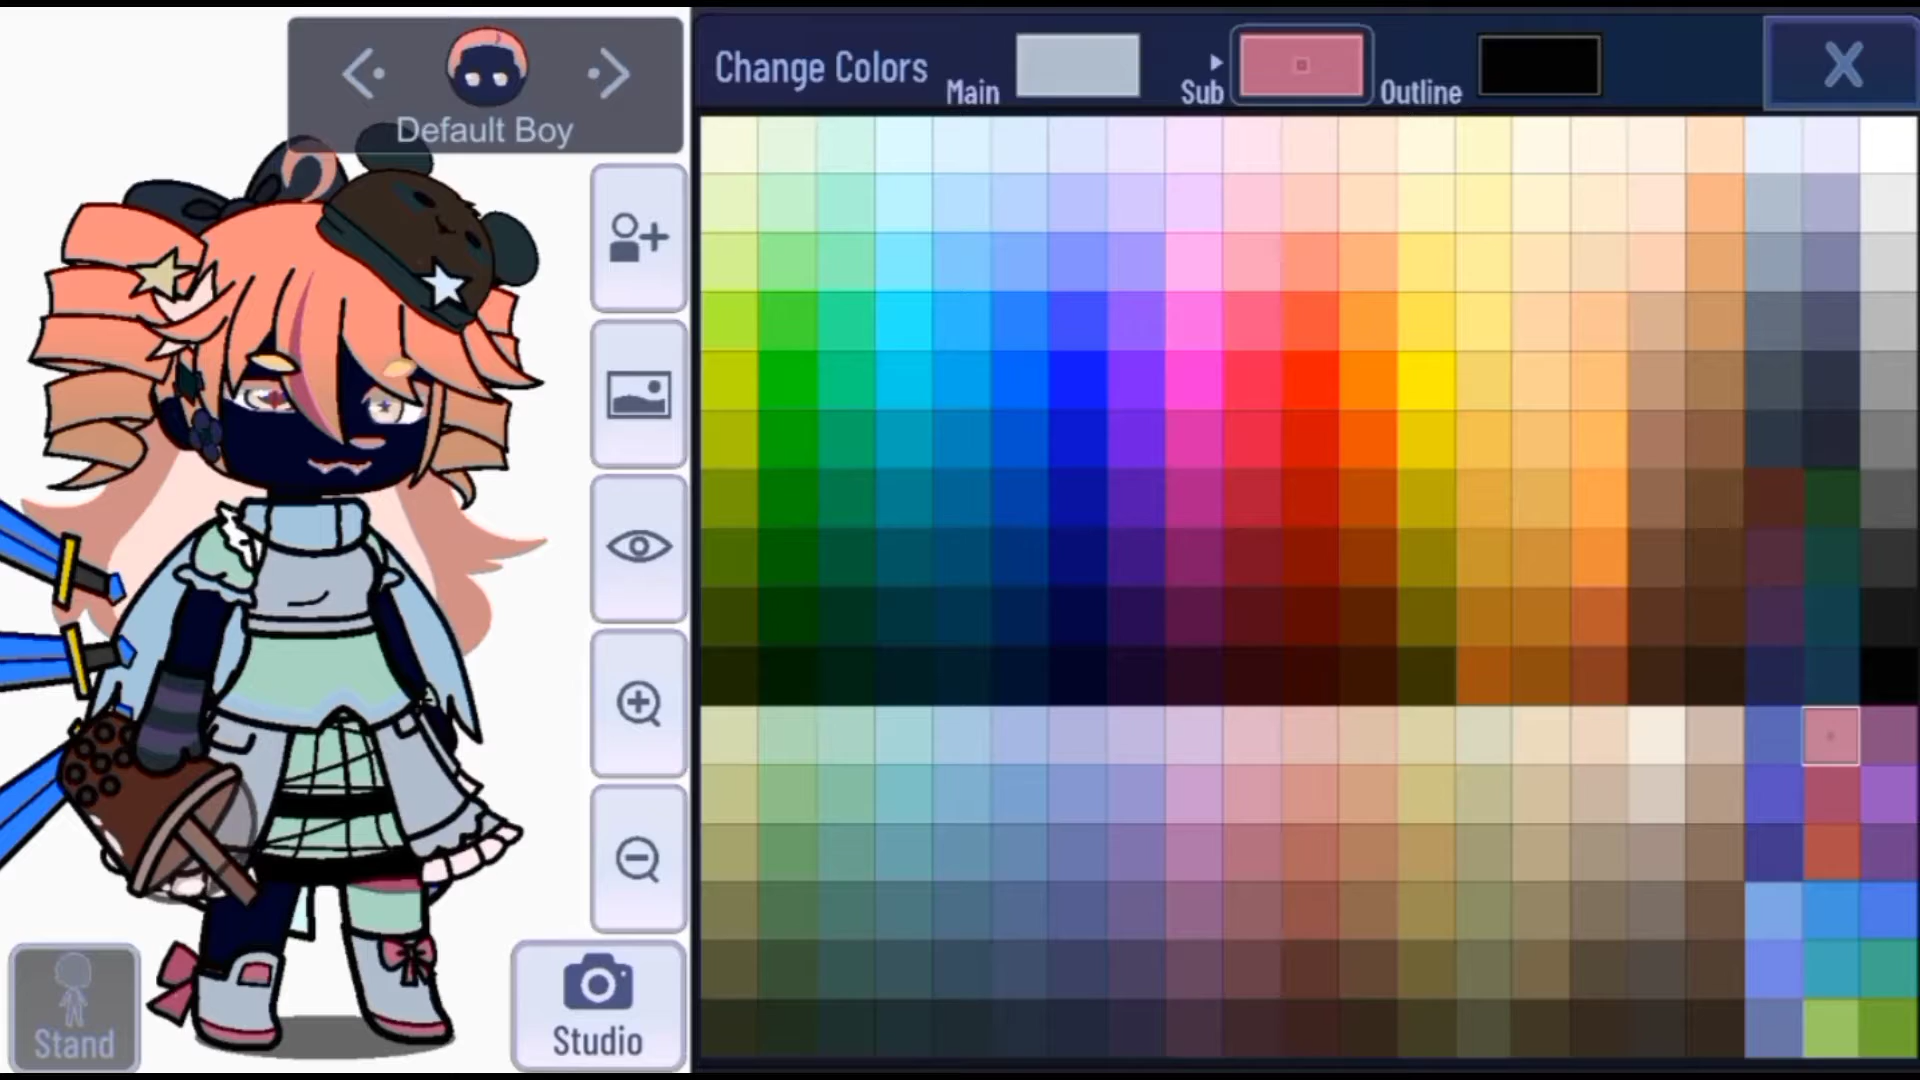 Default Boy
Change Colors
Main
Sub
Outline
X
Stand
Studio